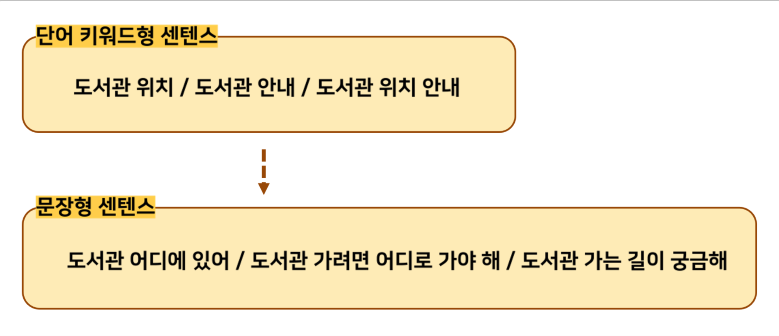 단어 키워드형 센텐스
도서관 위치 / 도서관 안내 / 도서관 위치 안내
문장형 센텐스
도서관 어디에 있어 / 도서관 가려면 어디로 가야 해 / 도서관 가는 길이 궁금해